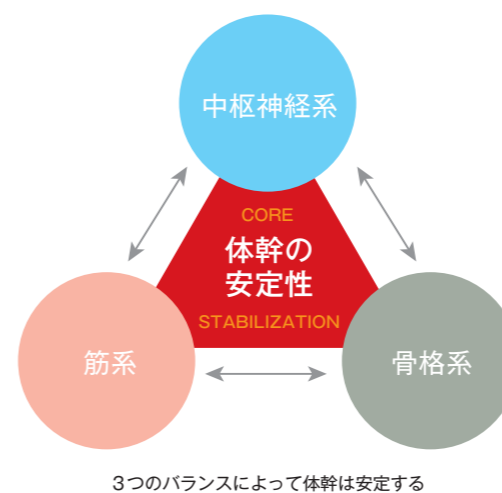 中枢神経系
CORE
体幹の
安定性
STABILIZATION
筋系
骨格系
3つのバランスによって体幹は安定する